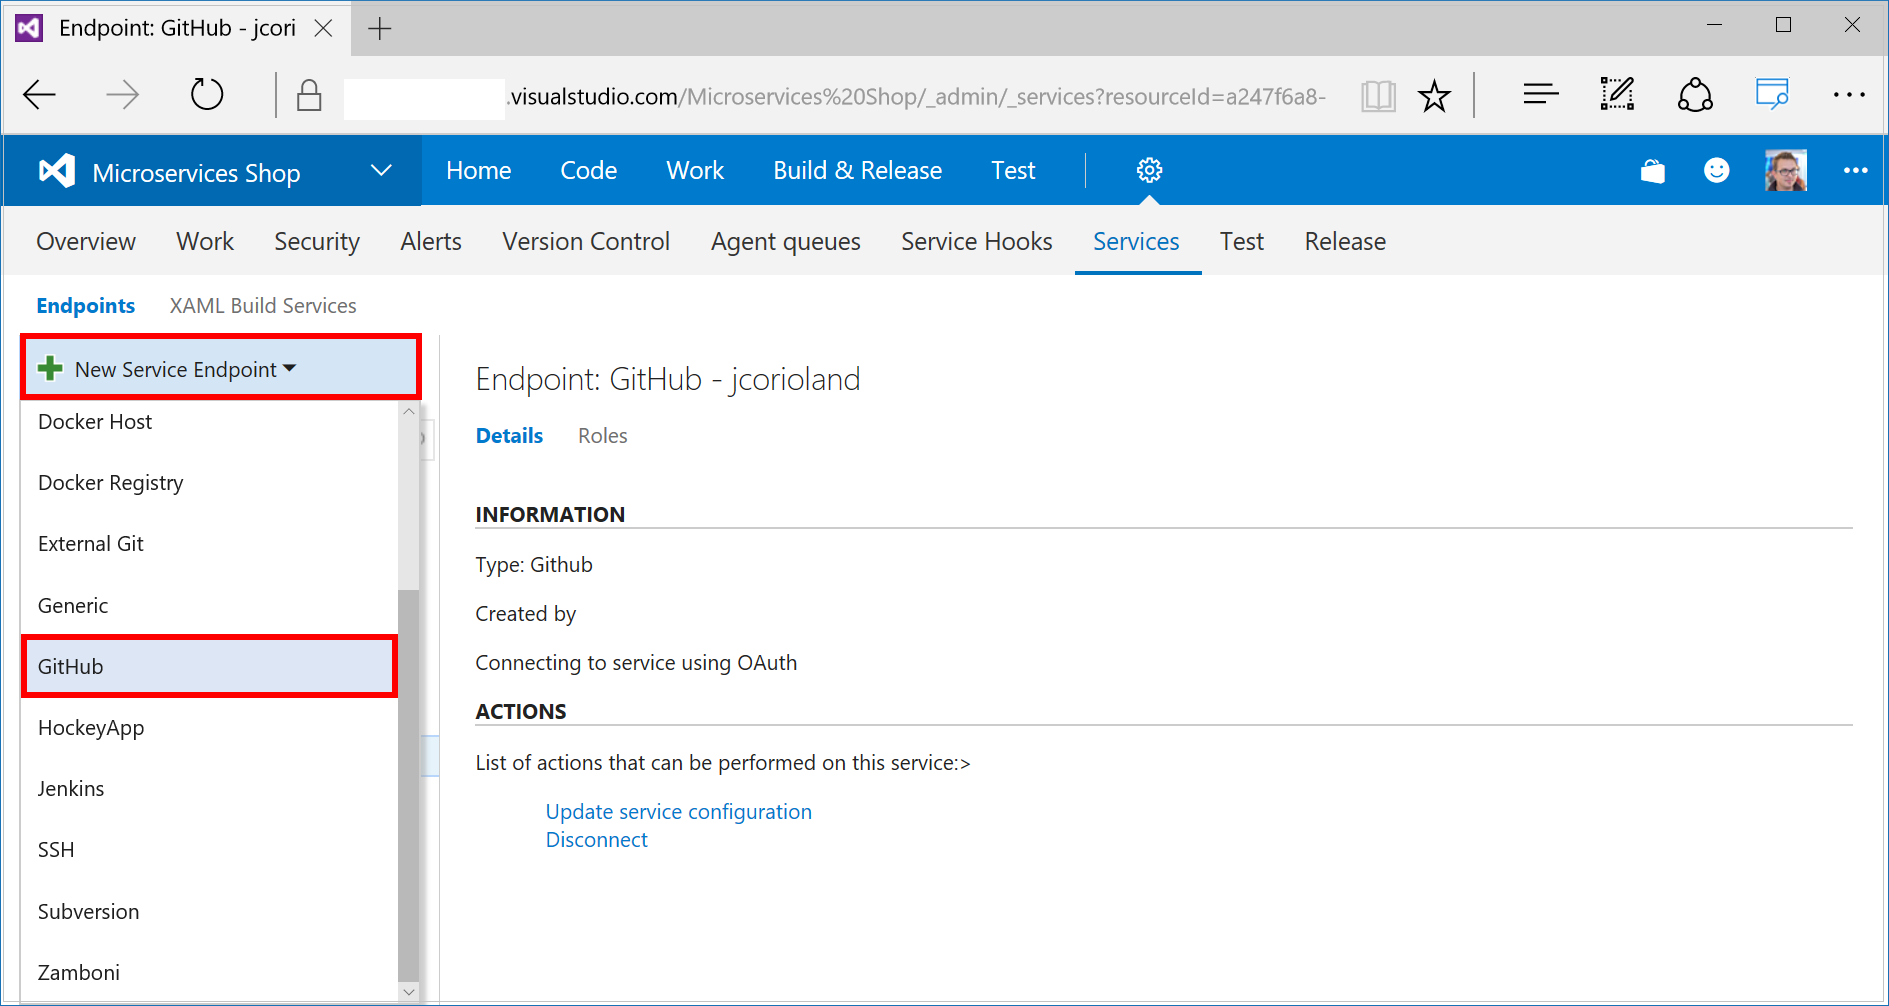 Endpoint: GitHub - jcori
.visualstudio.com/Microservices%20Shop/_admin/_services?resourceId=a247f6a8-
Microservices Shop
Home Code Work Build & Release Test
Overview Work Security Alerts Version Control Agent queues Service Hooks Services Test Release
Endpoints XAML Build Services
New Service Endpoint
Docker Host
Docker Registry
External Git
Generic
GitHub
HockeyApp
Jenkins
SSH
Subversion
Zamboni
Endpoint: GitHub - jcorioland
Details Roles
INFORMATION
Type: Github
Created by
Connecting to service using OAuth
ACTIONS
List of actions that can be performed on this service:>
Update service configuration
Disconnect